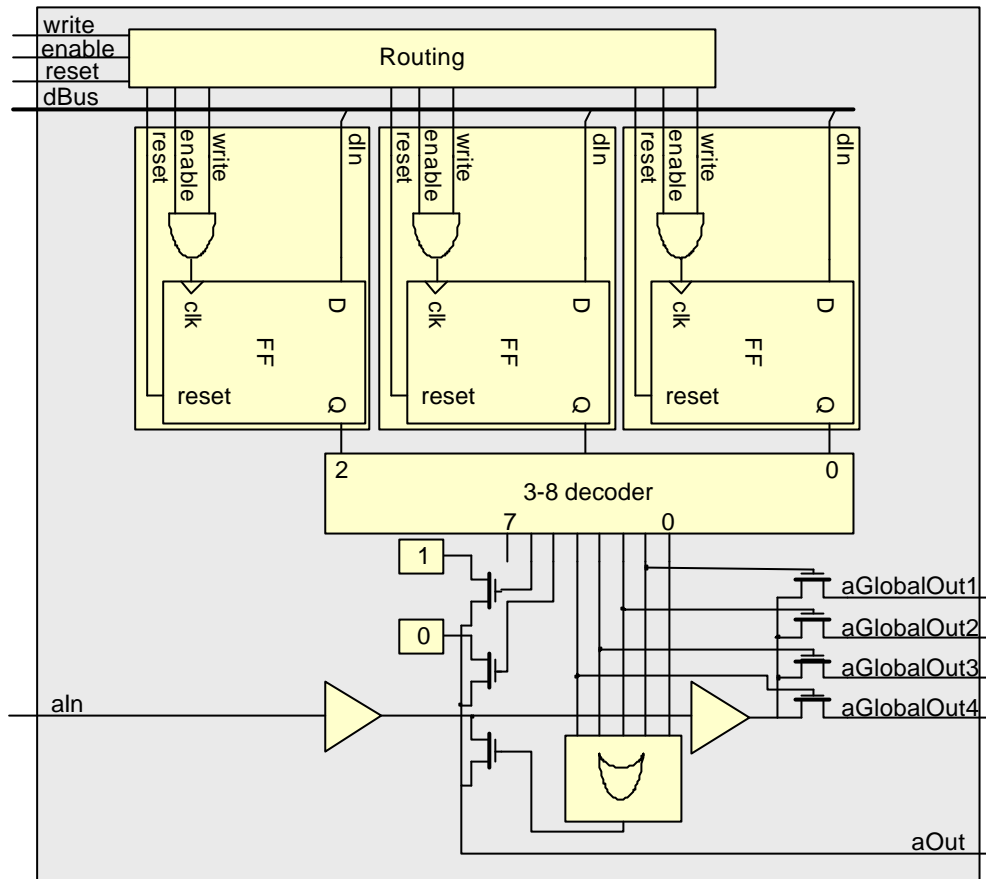 write
enable
reset
dBus
Routing
reset
enable
write
dIn
reset
enable
write
dIn
reset
enable
write
dIn
clk
D
FF
reset
Q
clk
D
FF
reset
Q
clk
D
FF
reset
Q
2
0
3-8 decoder
7
0
1
0
aGlobalOut1
aGlobalOut2
aGlobalOut3
aGlobalOut4
aIn
aOut